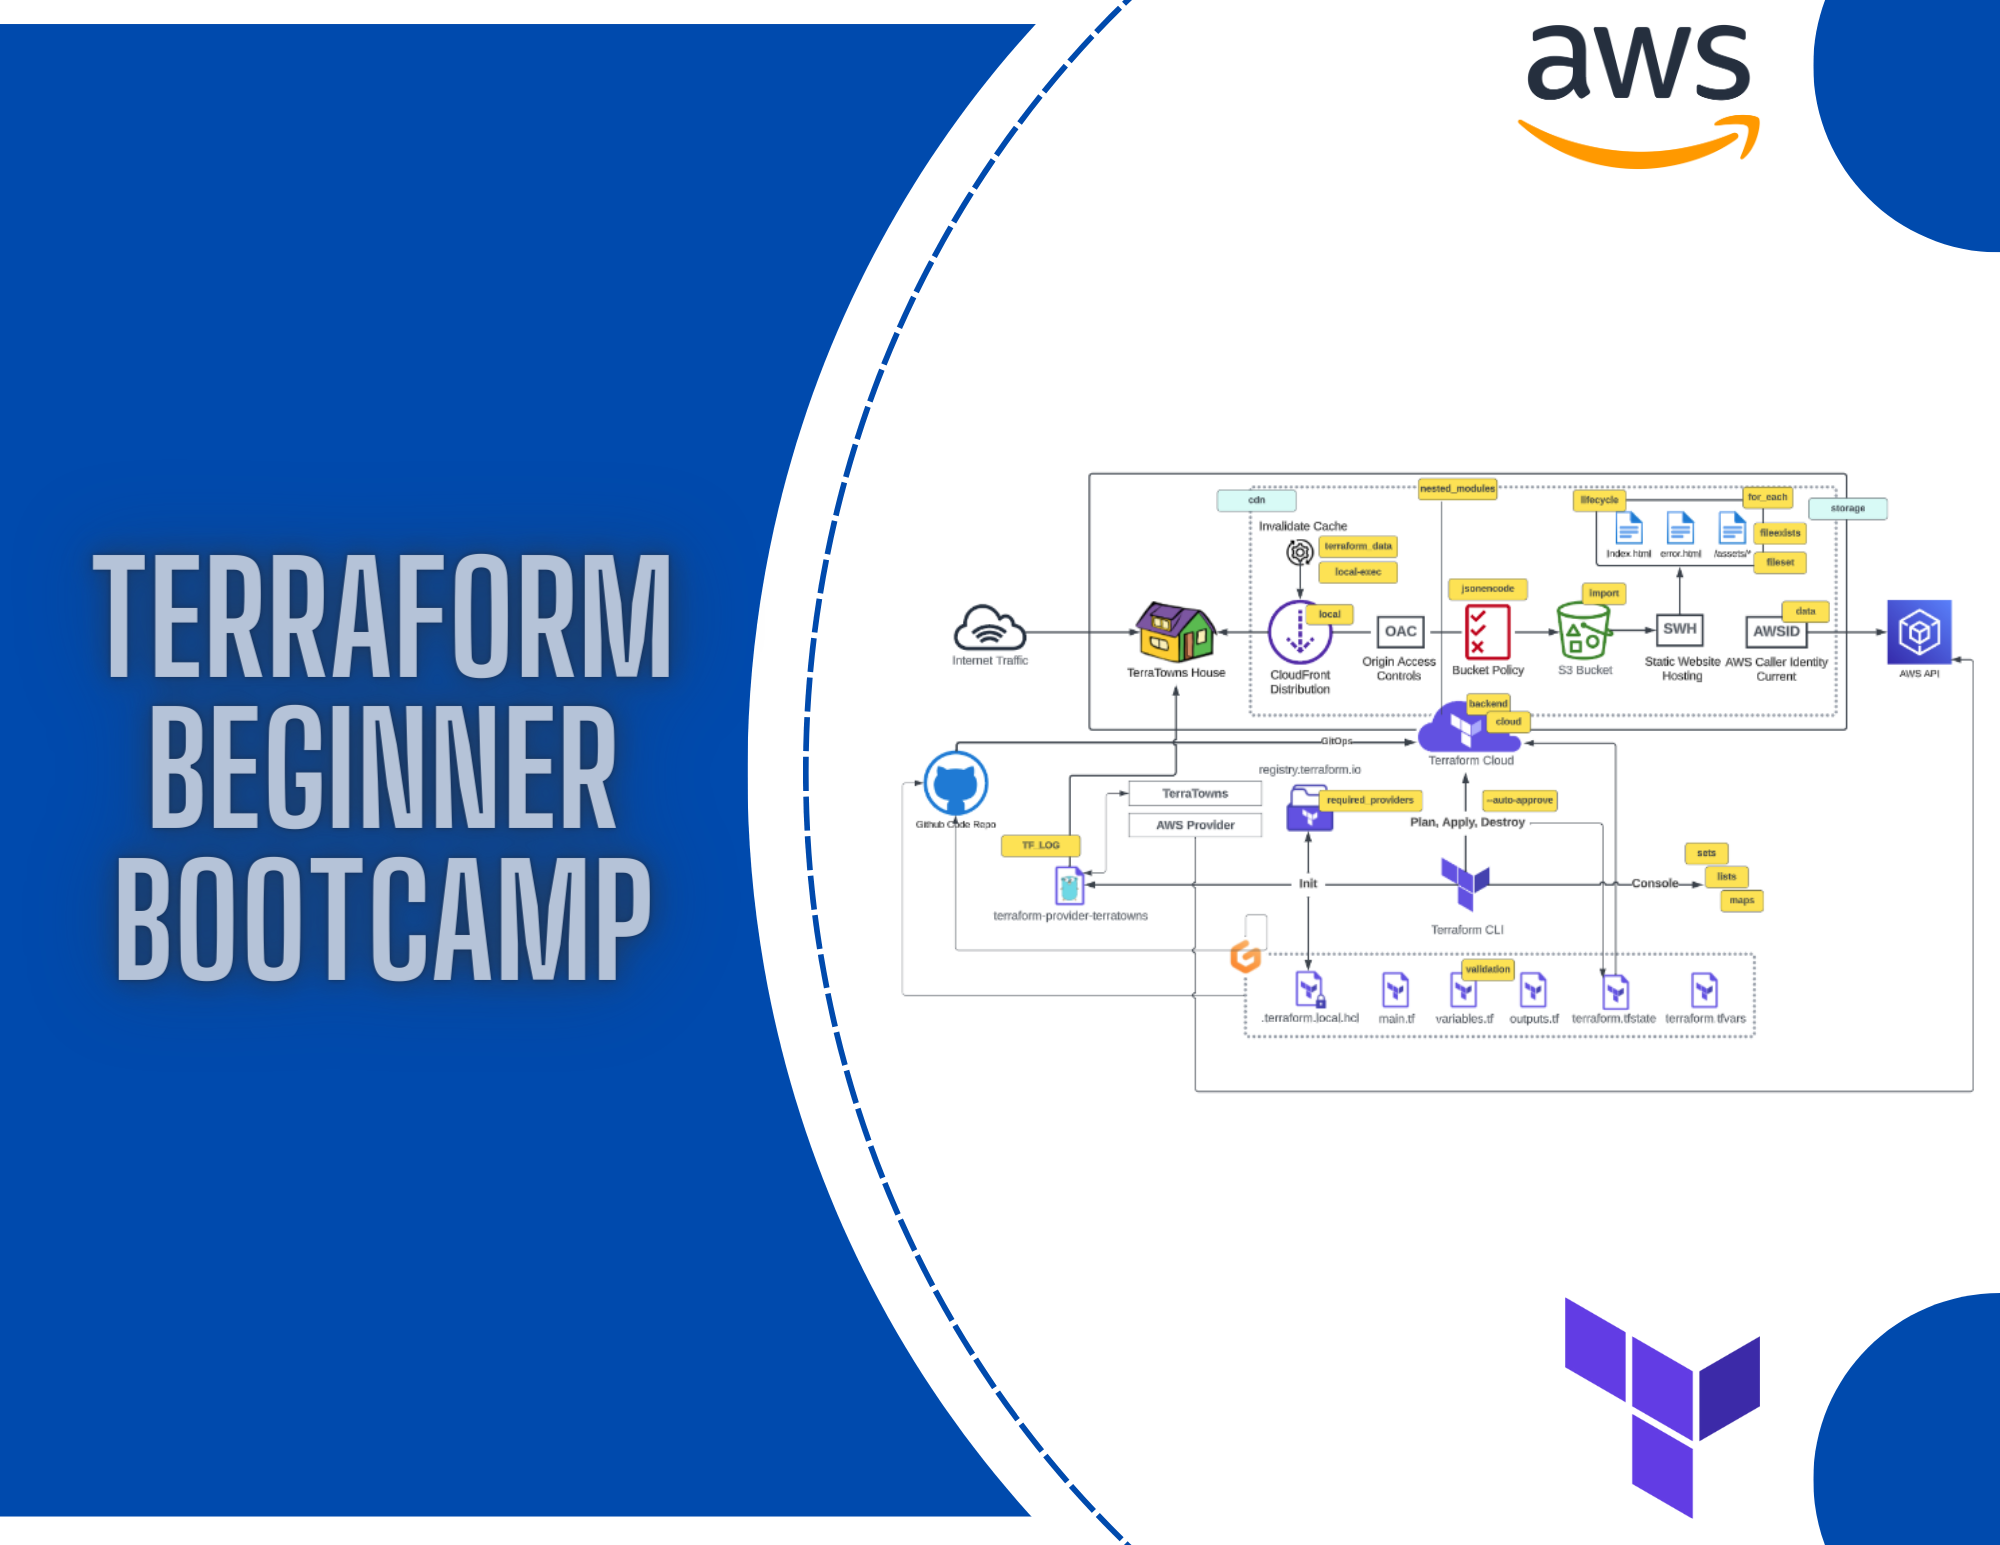 TERRAFORM
BEGINNER
BOOTCAMP
aws
cdn
nested_modules
lifecycle
for_each
storage
Invalidate Cache
terraform_data
local-exec
index.html
error.html
/assets/*
fileexists
fileset
jsonencode
import
local
data
OAC
SWH
AWSID
Internet Traffic
TerraTowns House
CloudFront
Distribution
Origin Access
Controls
Bucket Policy
S3 Bucket
Static Website
Hosting
AWS Caller Identity
Current
AWS API
backend
cloud
GitOps
Terraform Cloud
registry.terraform.io
TerraTowns
AWS Provider
required_providers
--auto-approve
Plan, Apply, Destroy
Github Code Repo
TF_LOG
terraform-provider-terratowns
Init
Console
sets
lists
maps
Terraform CLI
validation
.terraform.local.hcl
main.tf
variables.tf
outputs.tf
terraform.tfstate
terraform.tfvars